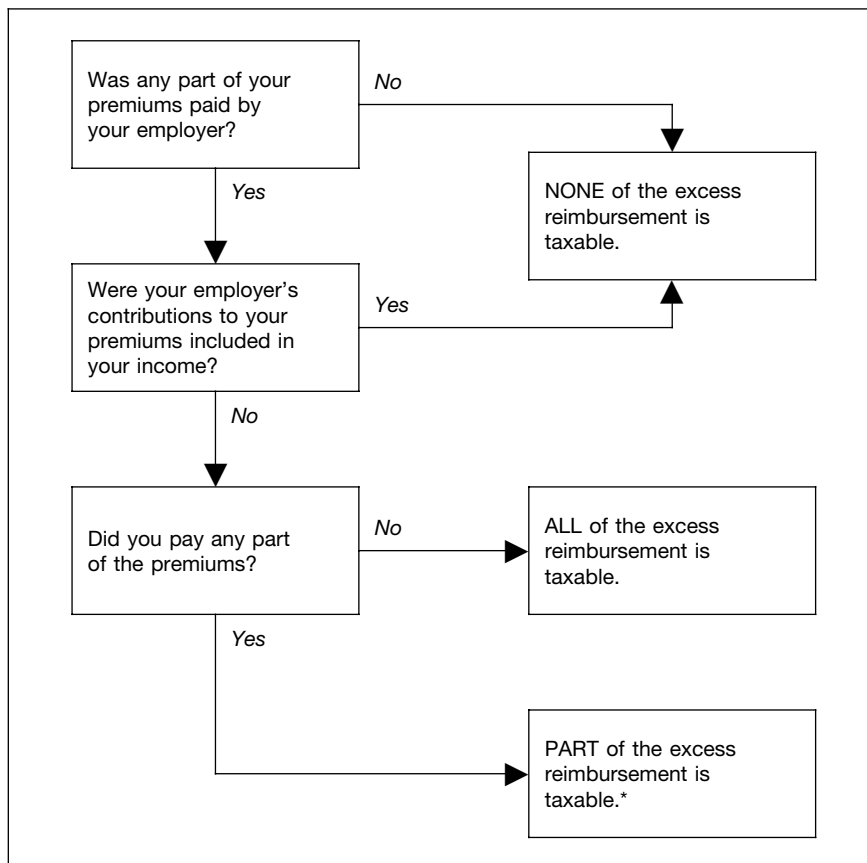 Was any part of your
premiums paid by
your employer?
No
NONE of the excess
reimbursement is
taxable.
Yes
Were your employer's
contributions to your
premiums included in
your income?
Yes
No
Did you pay any part
of the premiums?
No
ALL of the excess
reimbursement is
taxable.
Yes
PART of the excess
reimbursement is
taxable.*